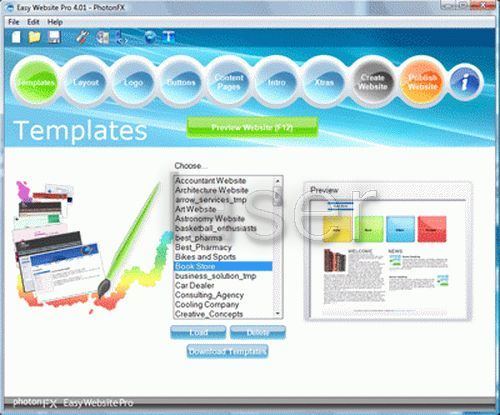 Easy Website Pro 4.01 - PhotonFX
File Edit Help
Templates
Layout
Logo
Buttons
Content Pages
Intro
Xtras
Create Website
Publish Website
i
Templates
Preview Website (F12)
Choose...
Accountant Website
Architecture Website
arrow_services_tmp
Art Website
Astronomy Website
basketball_enthusiasts
best_pharma
Best_Pharmacy
Bikes and Sports
Book Store
business_solution_tmp
Car Dealer
Consulting_Agency
Cooling Company
Creative_Concepts
Load
Delete
Download Templates
Preview
WELCOME
NEWS
photonFX EasyWebsitePro